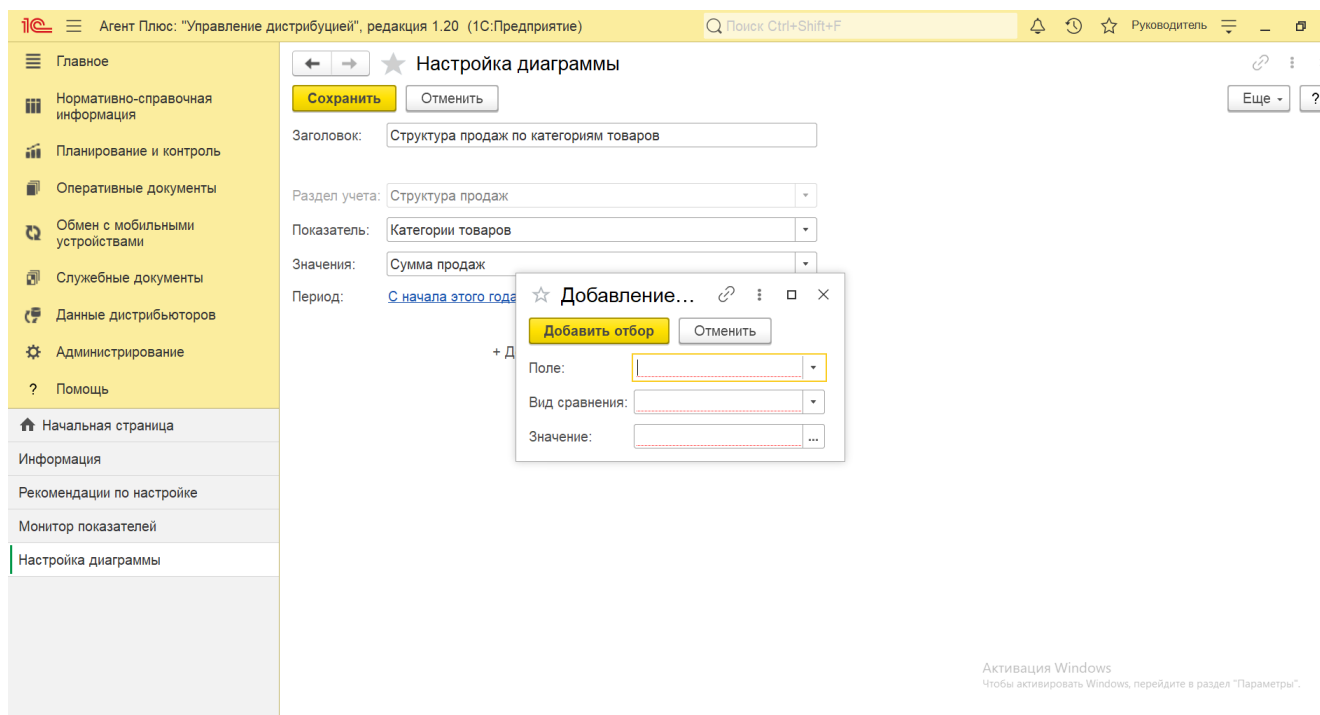 1С Агент Плюс: "Управление дистрибуцией", редакция 1.20 (1С:Предприятие) Поиск Ctrl+Shift+F Руководитель
Главное
Нормативно-справочная
информация
Планирование и контроль
Оперативные документы
Обмен с мобильными
устройствами
Служебные документы
Данные дистрибьюторов
Администрирование
? Помощь
Начальная страница
Информация
Рекомендации по настройке
Монитор показателей
Настройка диаграммы
Настройка диаграммы
Сохранить Отменить Еще ?
Заголовок: Структура продаж по категориям товаров
Раздел учета: Структура продаж
Показатель: Категории товаров
Значения: Сумма продаж
Период: С начала этого года
+ Д
Добавление...
Добавить отбор Отменить
Поле:
Вид сравнения:
Значение: ...
Активация Windows
Чтобы активировать Windows, перейдите в раздел "Параметры".